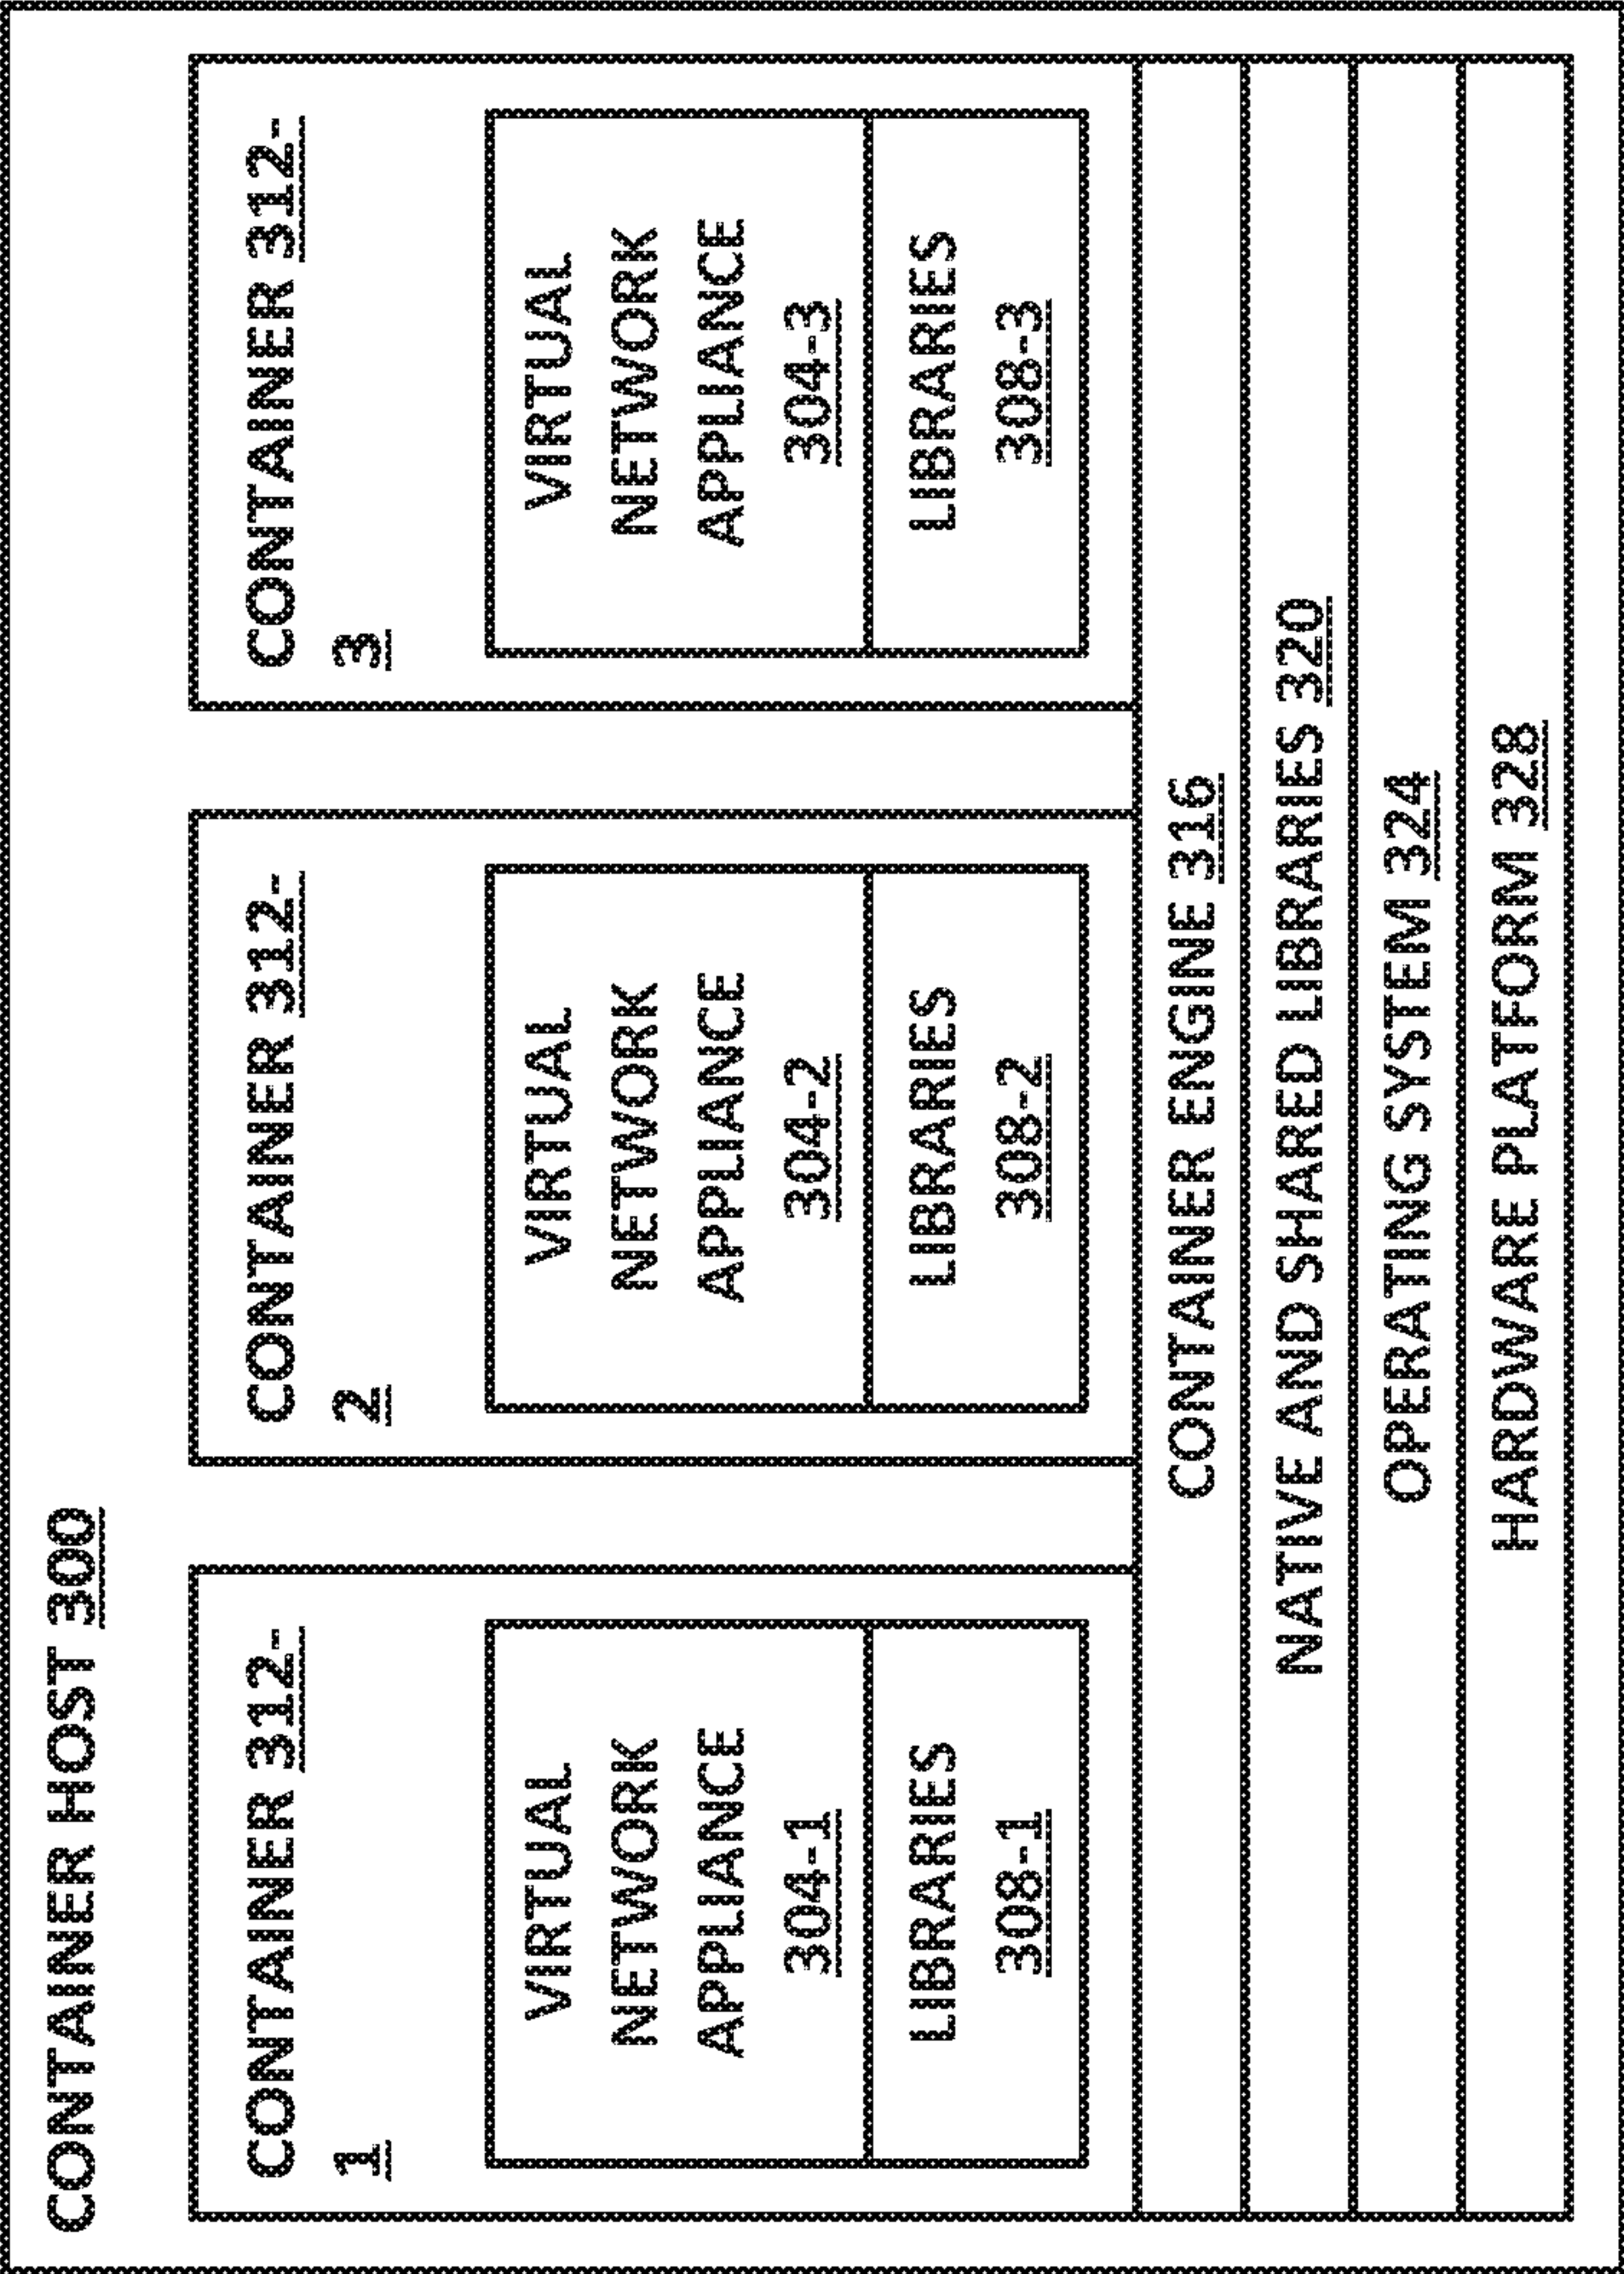 CONTAINER HOST 300
CONTAINER 312-
1
VIRTUAL
NETWORK
APPLIANCE
304-1
LIBRARIES
308-1
CONTAINER 312-
2
VIRTUAL
NETWORK
APPLIANCE
304-2
LIBRARIES
308-2
CONTAINER 312-
3
VIRTUAL
NETWORK
APPLIANCE
304-3
LIBRARIES
308-3
CONTAINER ENGINE 316
NATIVE AND SHARED LIBRARIES 320
OPERATING SYSTEM 324
HARDWARE PLATFORM 328